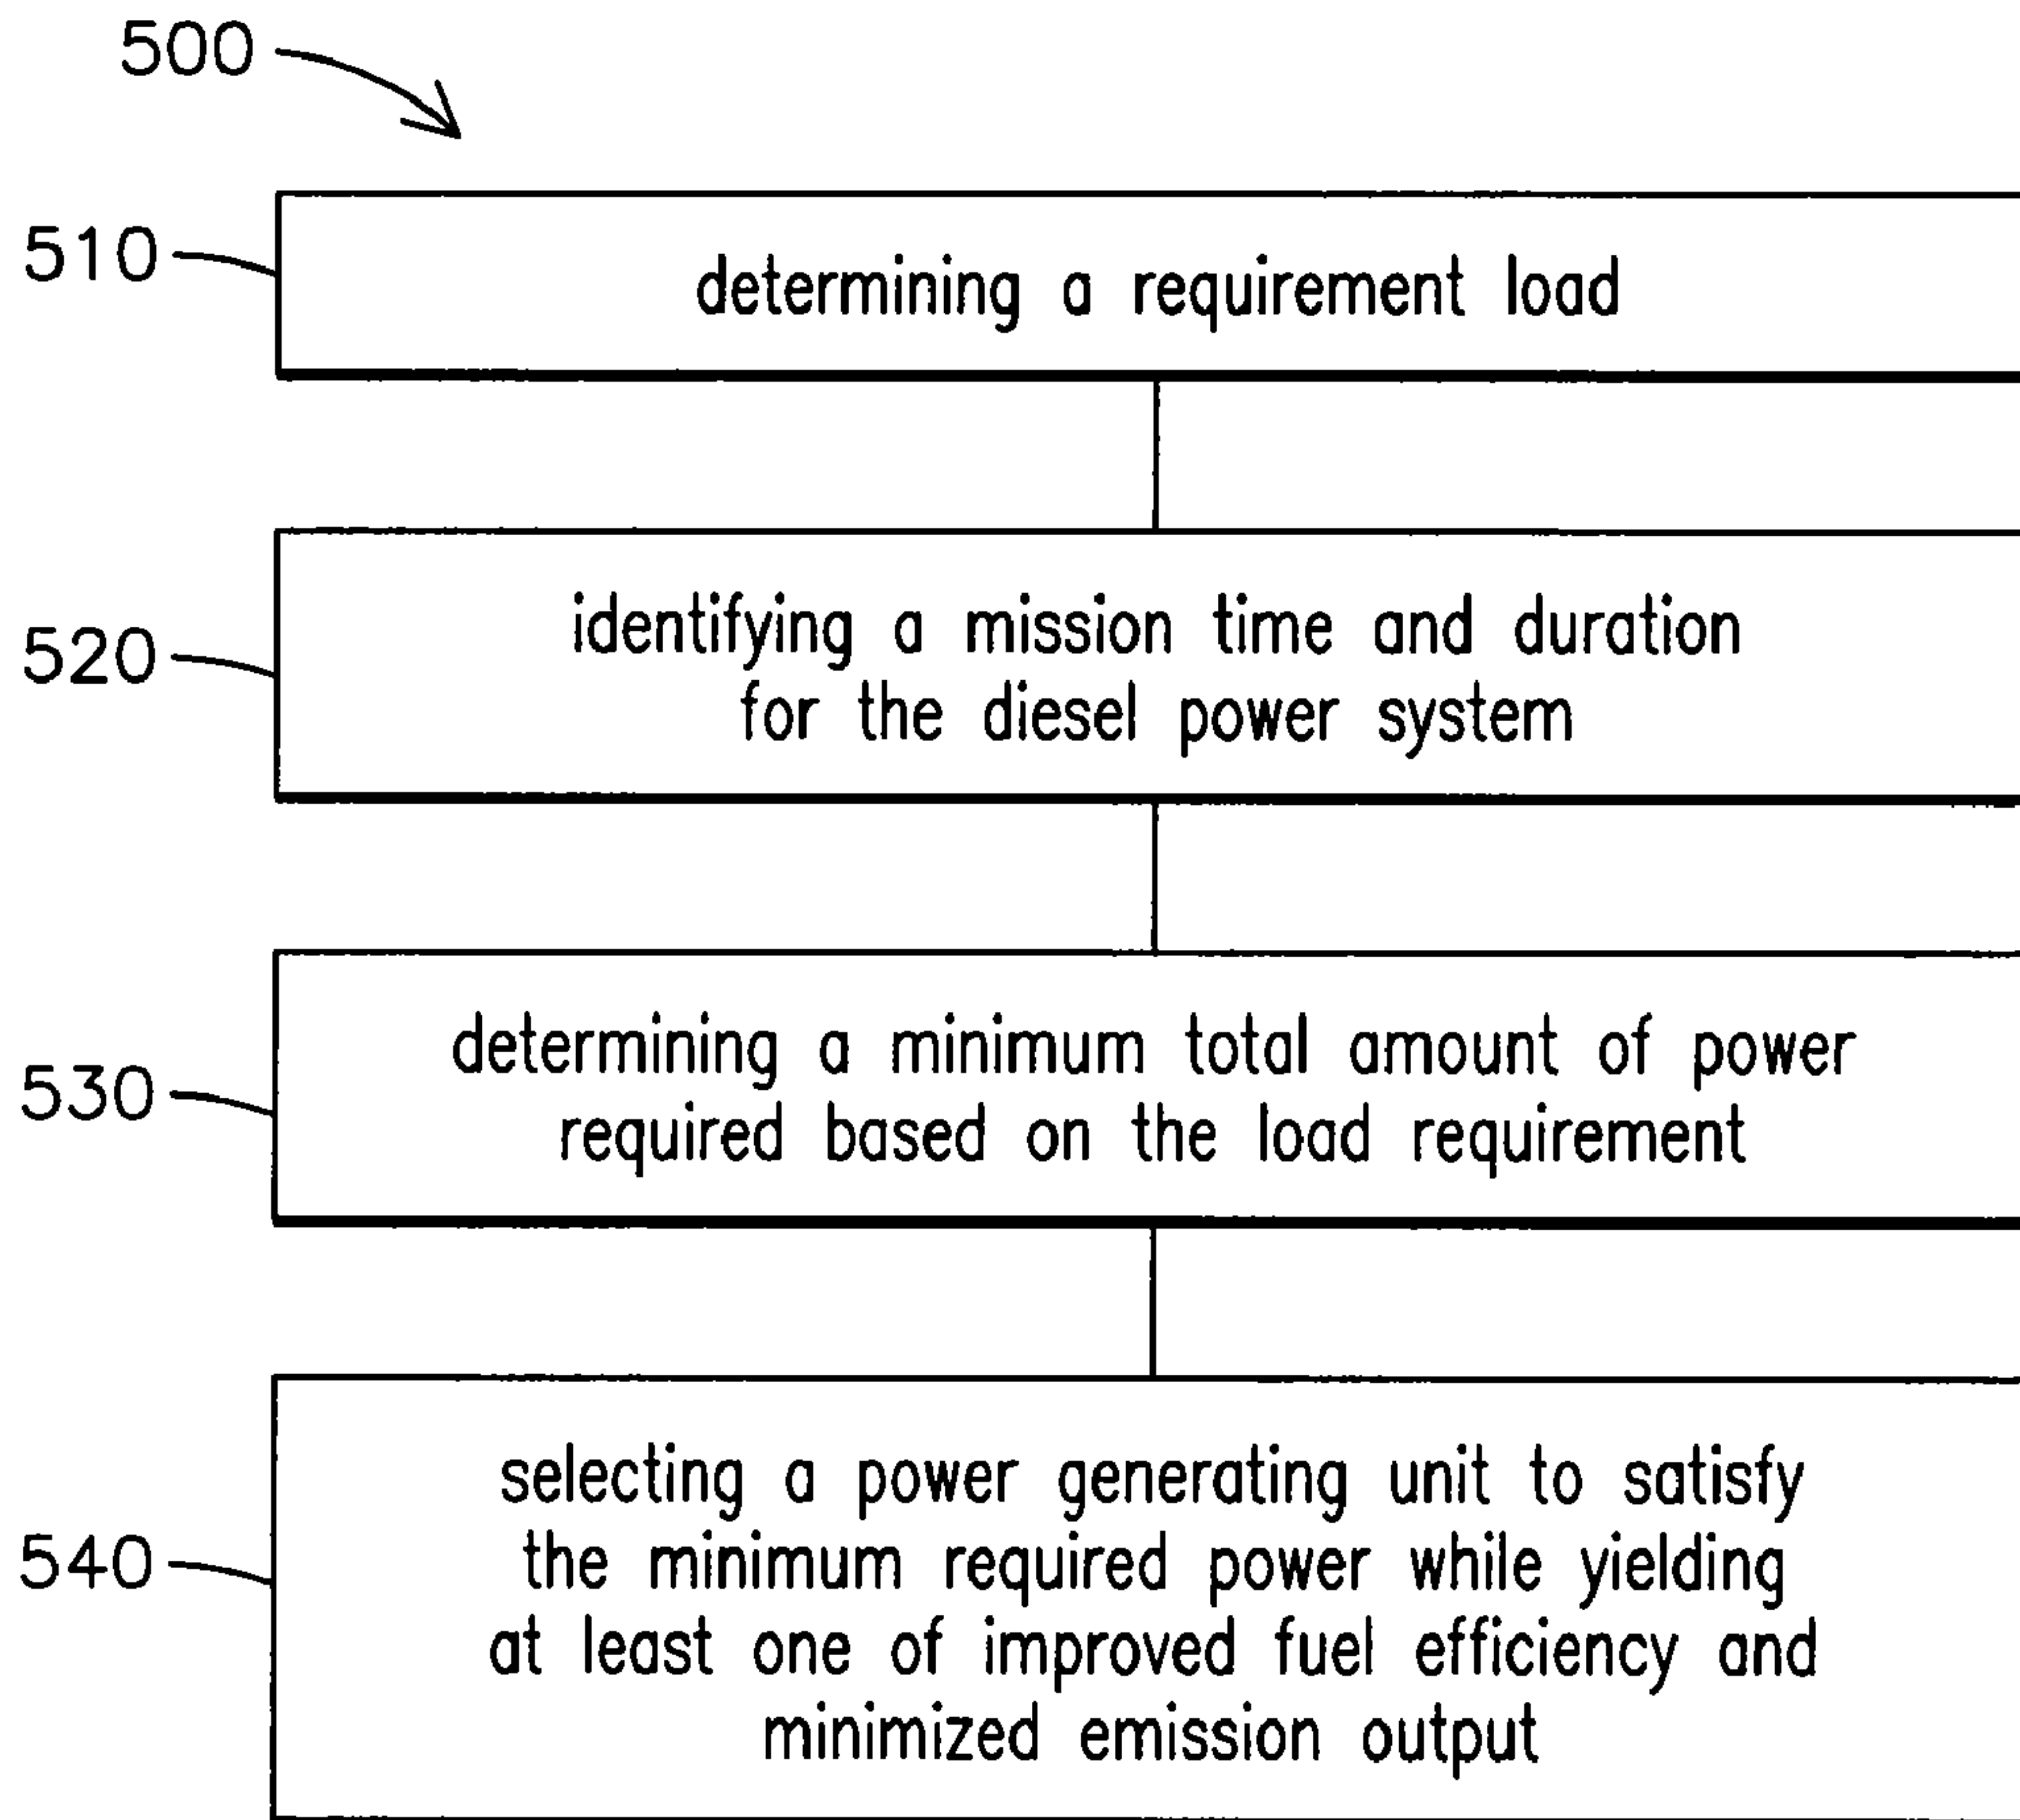 500
510
determining a requirement load
520
identifying a mission time and duration
for the diesel power system
530
determining a minimum total amount of power
required based on the load requirement
540
selecting a power generating unit to satisfy
the minimum required power while yielding
at least one of improved fuel efficiency and
minimized emission output